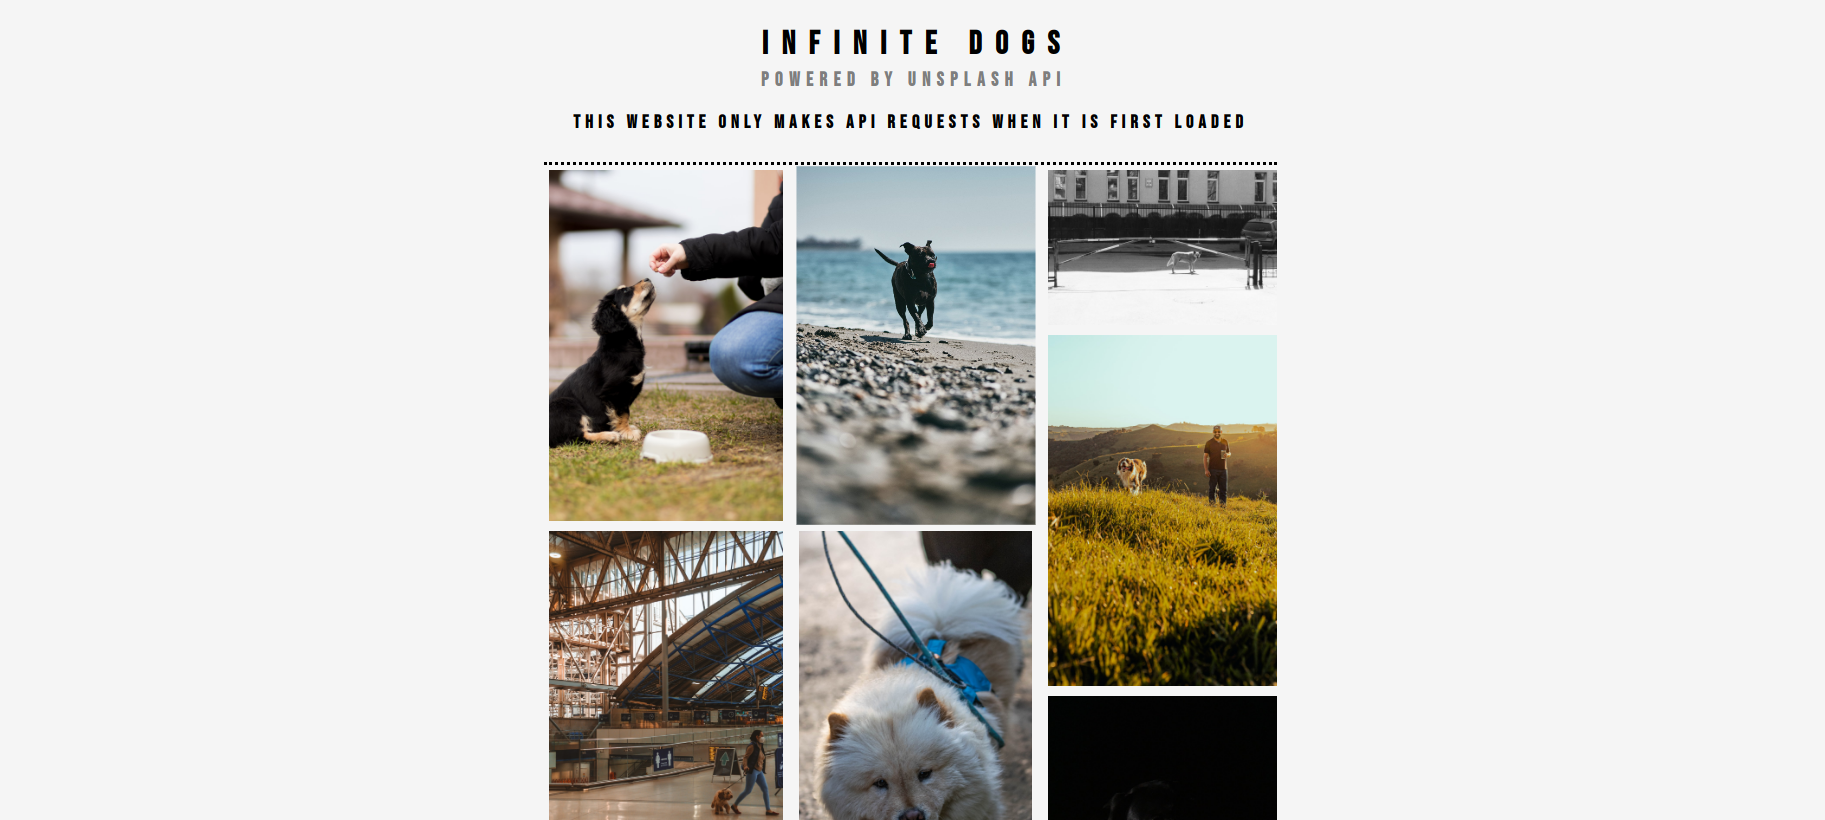 INFINITE DOGS
POWERED BY UNSPLASH API
THIS WEBSITE ONLY MAKES API REQUESTS WHEN IT IS FIRST LOADED